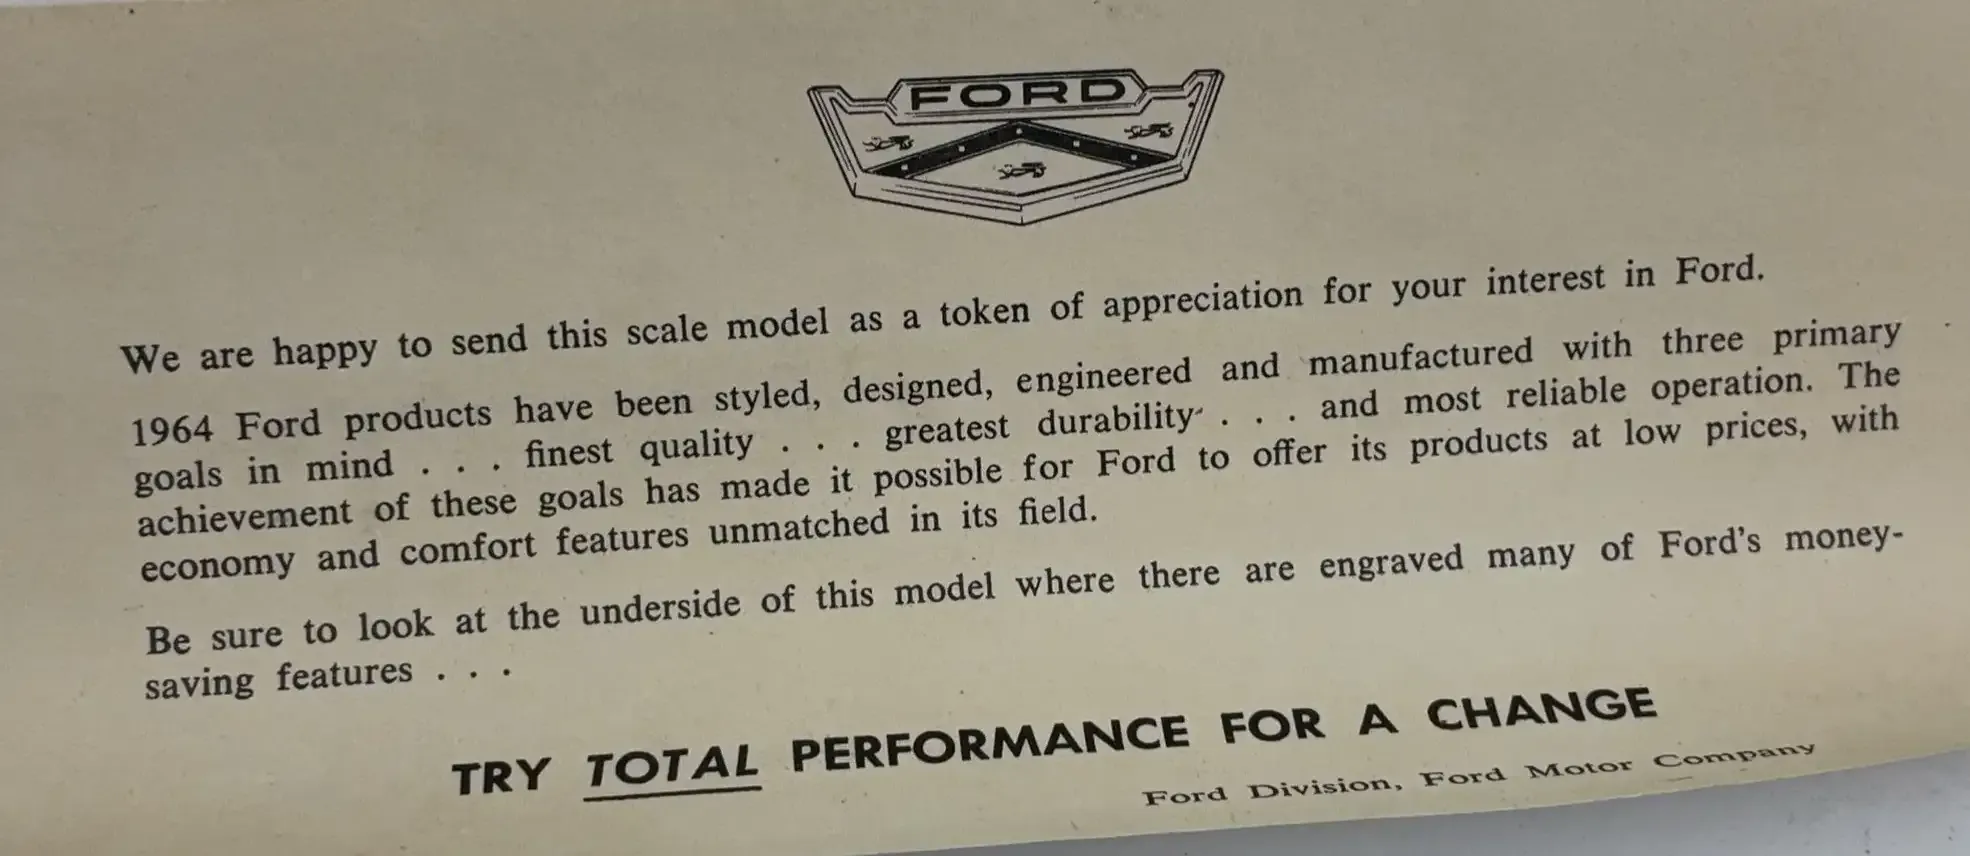 FORD
We are happy to send this scale model as a token of appreciation for your interest in Ford.
1964 Ford products have been styled, designed, engineered and manufactured with three primary
goals in mind . . . finest quality . . . greatest durability . . . and most reliable operation. The
achievement of these goals has made it possible for Ford to offer its products at low prices, with
economy and comfort features unmatched in its field.
Be sure to look at the underside of this model where there are engraved many of Ford's money-
saving features . . .
TRY TOTAL PERFORMANCE FOR A CHANGE
Ford Division, Ford Motor Company